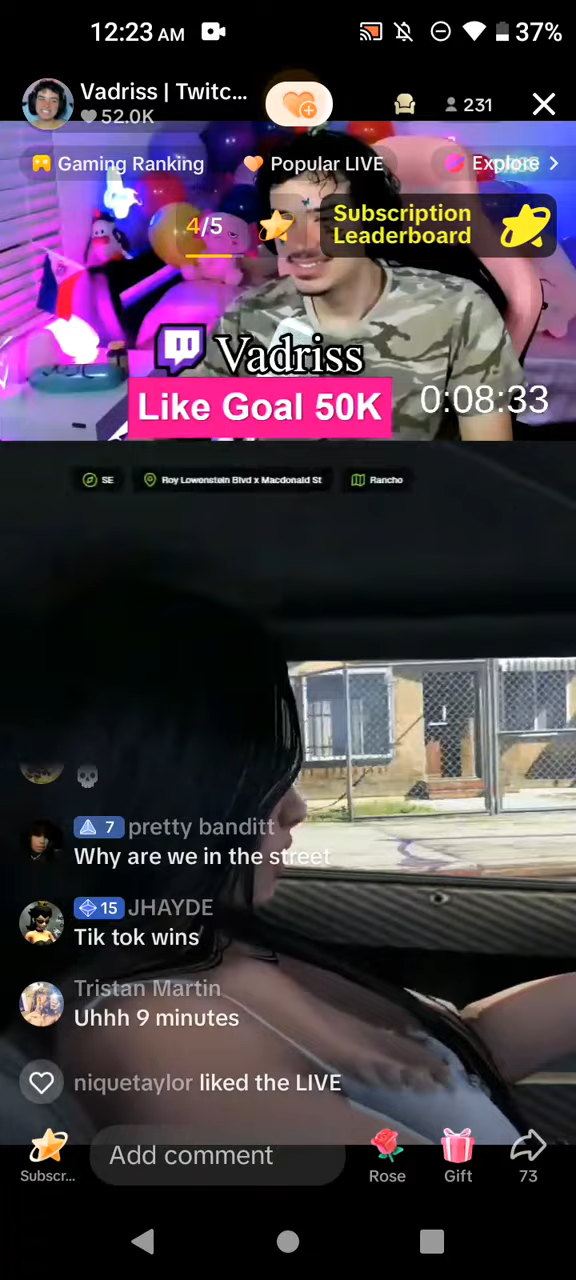 12:23 AM
37%
Vadriss | Twitc...
52.0K
231
Gaming Ranking
Popular LIVE
Explore >
4/5
Subscription
Leaderboard
Vadriss
Like Goal 50K
0:08:33
SE
Roy Lowenstein Blvd x Macdonald St
Rancho
7 pretty banditt
Why are we in the street
15 JHAYDE
Tik tok wins
Tristan Martin
Uhhh 9 minutes
niquetaylor liked the LIVE
Add comment
Subscr...
Rose
Gift
73